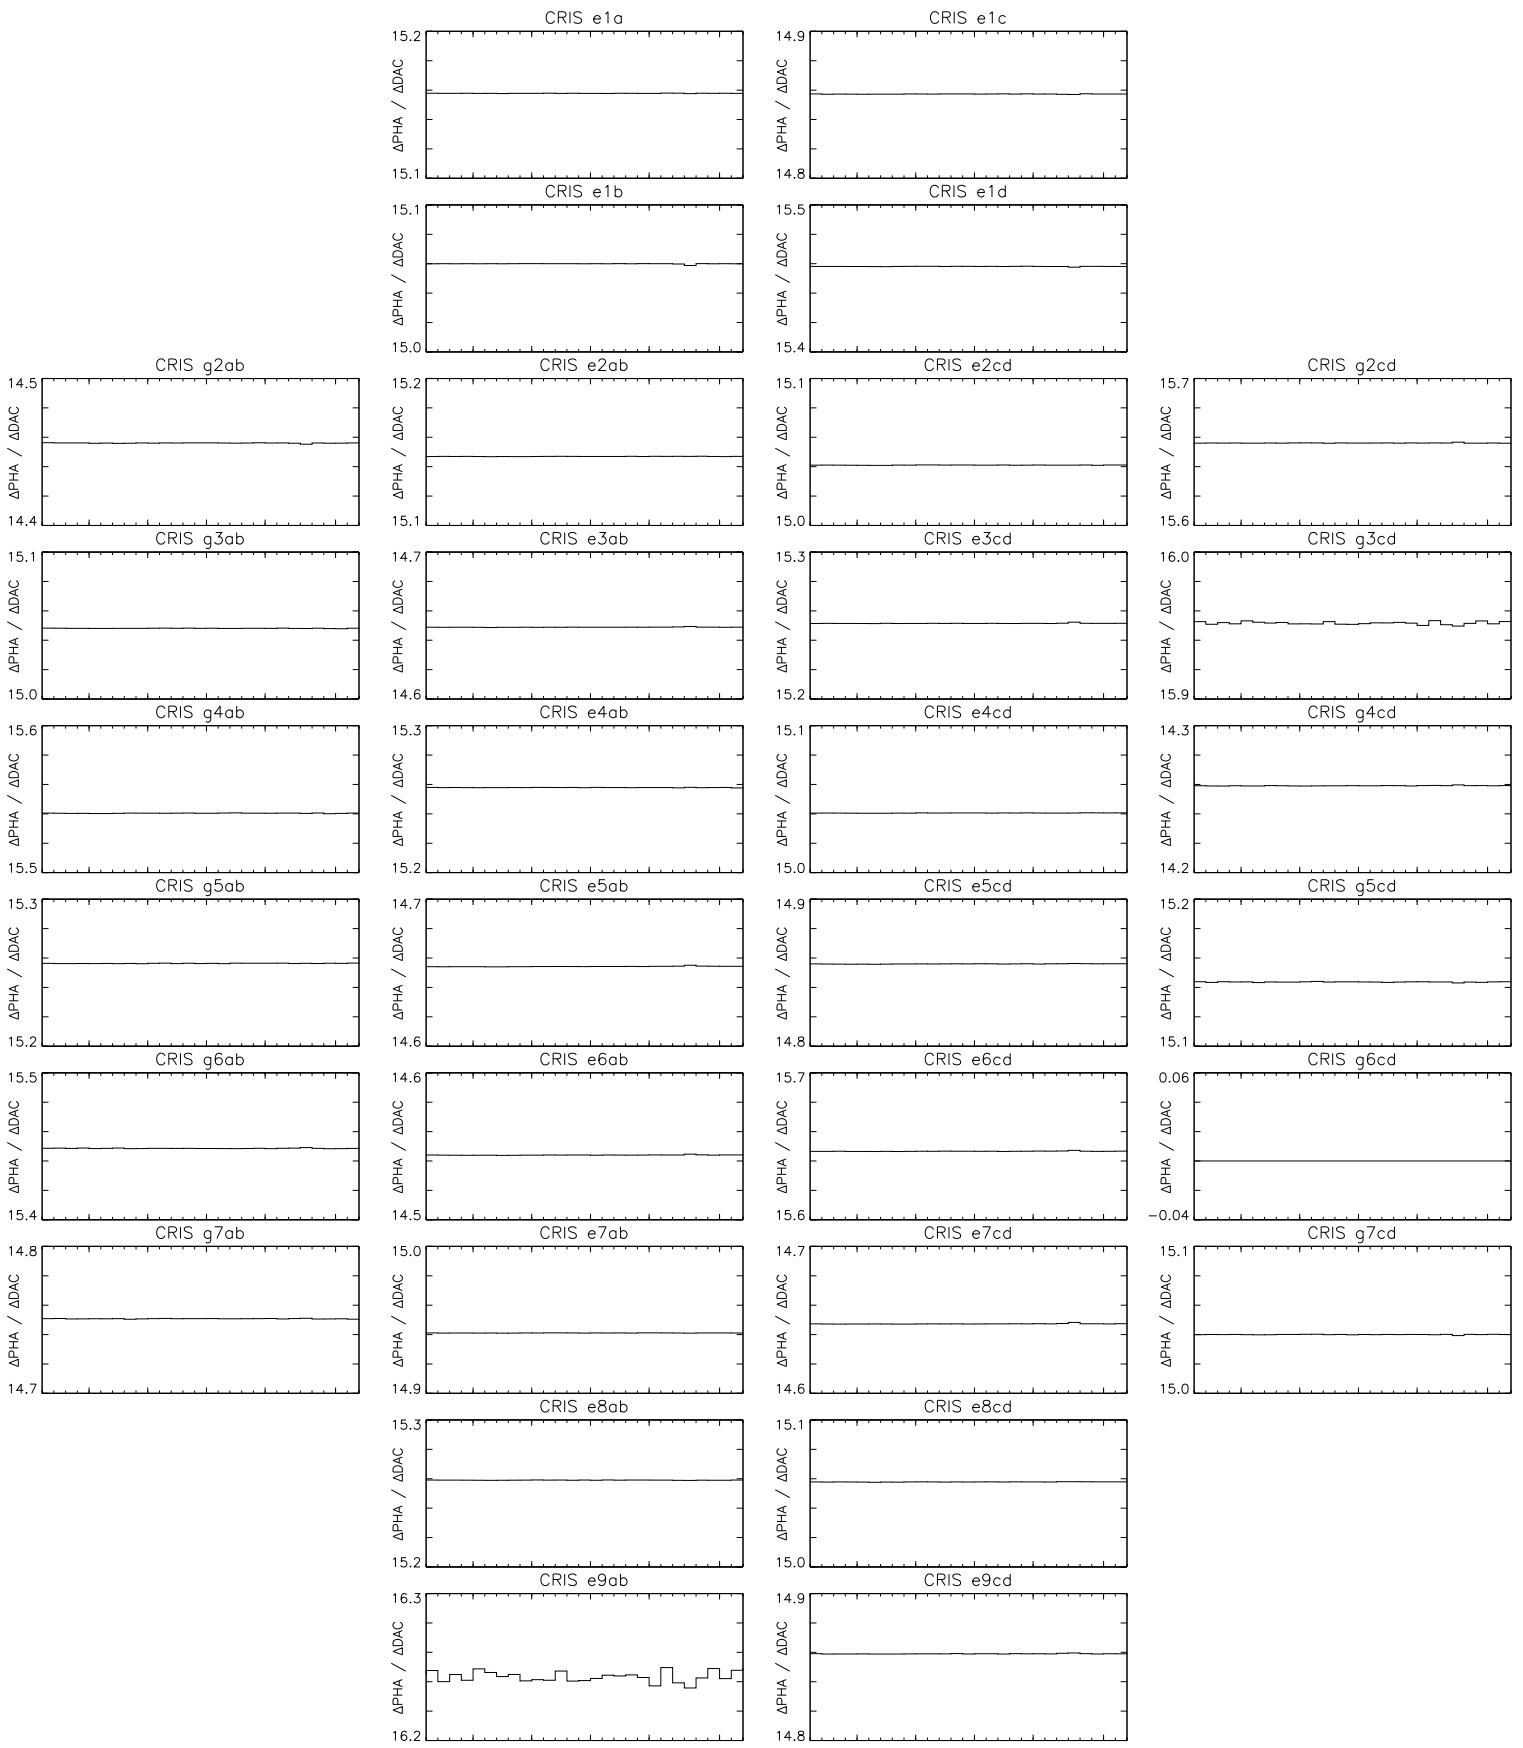 CRIS e1a
15.2
ΔPHA / ΔDAC
15.1
CRIS e1c
14.9
ΔPHA / ΔDAC
14.8
CRIS e1b
15.1
ΔPHA / ΔDAC
15.0
CRIS e1d
15.5
ΔPHA / ΔDAC
15.4
CRIS g2ab
14.5
ΔPHA / ΔDAC
14.4
CRIS e2ab
15.2
ΔPHA / ΔDAC
15.1
CRIS e2cd
15.1
ΔPHA / ΔDAC
15.0
CRIS g2cd
15.7
ΔPHA / ΔDAC
15.6
CRIS g3ab
15.1
ΔPHA / ΔDAC
15.0
CRIS e3ab
14.7
ΔPHA / ΔDAC
14.6
CRIS e3cd
15.3
ΔPHA / ΔDAC
15.2
CRIS g3cd
16.0
ΔPHA / ΔDAC
15.9
CRIS g4ab
15.6
ΔPHA / ΔDAC
15.5
CRIS e4ab
15.3
ΔPHA / ΔDAC
15.2
CRIS e4cd
15.1
ΔPHA / ΔDAC
15.0
CRIS g4cd
14.3
ΔPHA / ΔDAC
14.2
CRIS g5ab
15.3
ΔPHA / ΔDAC
15.2
CRIS e5ab
14.7
ΔPHA / ΔDAC
14.6
CRIS e5cd
14.9
ΔPHA / ΔDAC
14.8
CRIS g5cd
15.2
ΔPHA / ΔDAC
15.1
CRIS g6ab
15.5
ΔPHA / ΔDAC
15.4
CRIS e6ab
14.6
ΔPHA / ΔDAC
14.5
CRIS e6cd
15.7
ΔPHA / ΔDAC
15.6
CRIS g6cd
0.06
ΔPHA / ΔDAC
-0.04
CRIS g7ab
14.8
ΔPHA / ΔDAC
14.7
CRIS e7ab
15.0
ΔPHA / ΔDAC
14.9
CRIS e7cd
14.7
ΔPHA / ΔDAC
14.6
CRIS g7cd
15.1
ΔPHA / ΔDAC
15.0
CRIS e8ab
15.3
ΔPHA / ΔDAC
15.2
CRIS e8cd
15.1
ΔPHA / ΔDAC
15.0
CRIS e9ab
16.3
ΔPHA / ΔDAC
16.2
CRIS e9cd
14.9
ΔPHA / ΔDAC
14.8